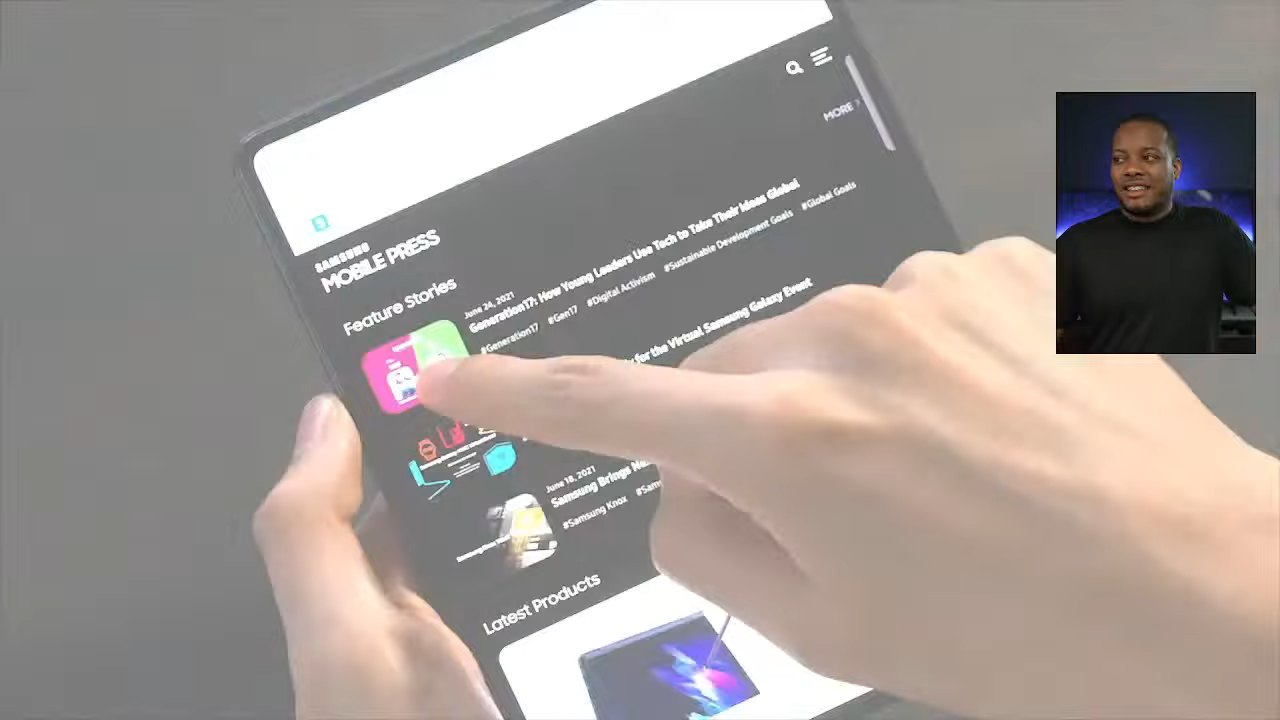 MORE
SAMSUNG
MOBILE PRESS
Feature Stories
June 24, 2021
Generation17: How Young Leaders Use Tech to Take Their Ideas Global
#Generation17 #Gen17 #Digital Activism #Sustainable Development Goals #Global Goals
for the Virtual Samsung Galaxy Event
June 18, 2021
Samsung Brings
#Samsung Knox
Latest Products